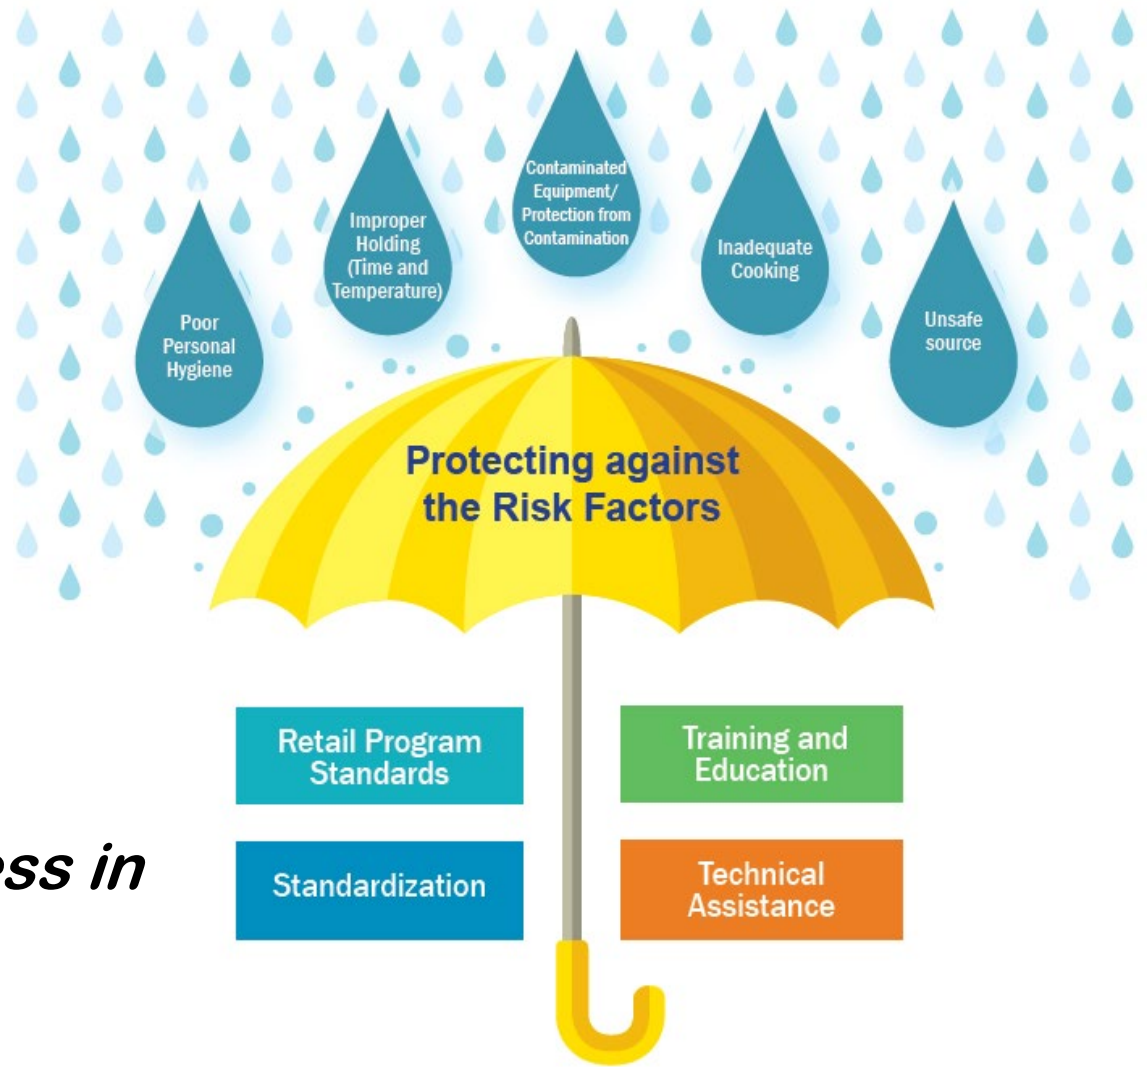 Contaminated
Equipment/
Protection from
Contamination
Improper
Holding
(Time and
Temperature)
Inadequate
Cooking
Poor
Personal
Hygiene
Unsafe
source
Protecting against
the Risk Factors
Retail Program
Standards
Training and
Education
Standardization
Technical
Assistance
in